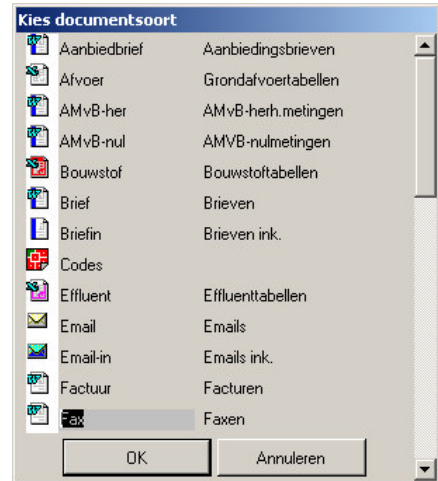 Kies documentsoort
Aanbiedbrief Aanbiedingsbrieven
Afvoer Grondafvoertabellen
AMvB-her AMvB-herh.metingen
AMvB-nul AMVB-nulmetingen
Bouwstof Bouwstoftabellen
Brief Brieven
Briefin Brieven ink.
Codes
Effluent Effluenttabellen
Email Emails
Email-in Emails ink.
Factuur Facturen
Fax Faxen
OK Annuleren